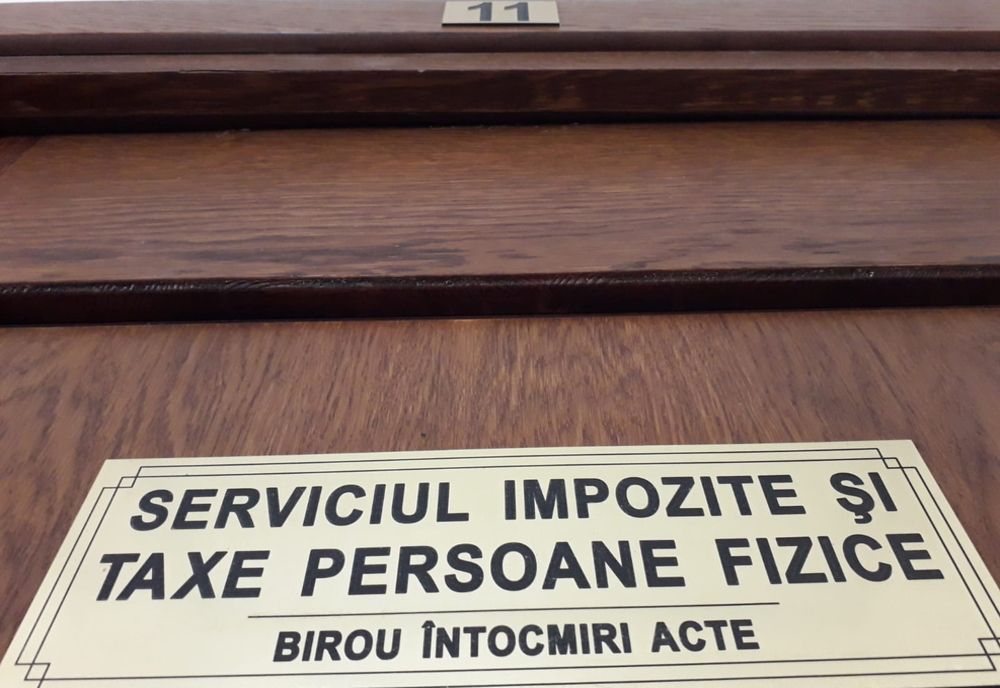 11
SERVICIUL IMPOZITE ŞI
TAXE PERSOANE FIZICE
BIROU ÎNTOCMIRI ACTE